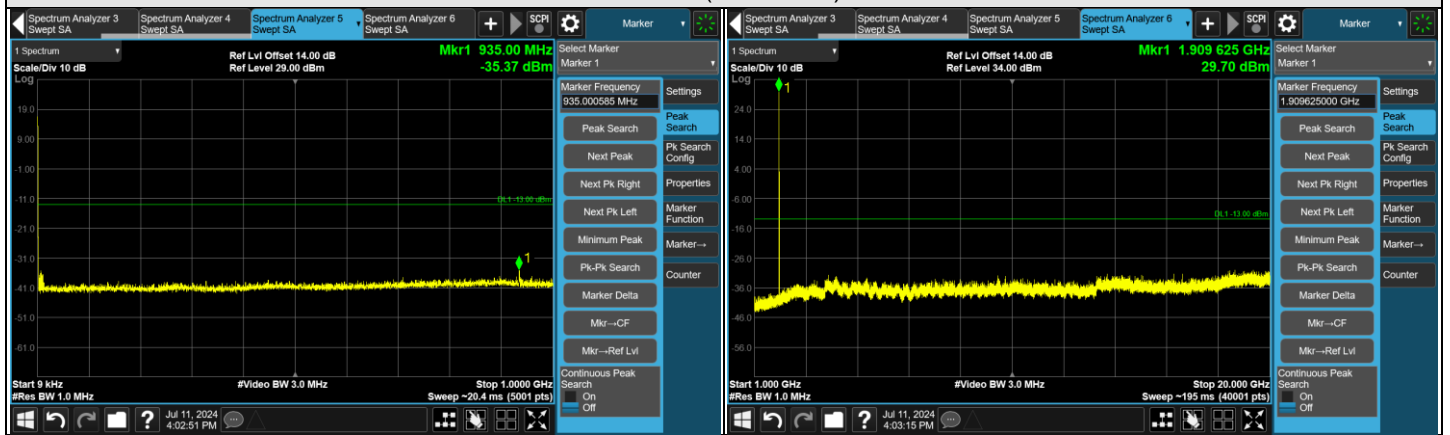 Spectrum Analyzer 3
Swept SA
Spectrum Analyzer 4
Swept SA
Spectrum Analyzer 5
Swept SA
Spectrum Analyzer 6
Swept SA
SCPI
Marker
1 Spectrum
Scale/Div 10 dB
Log
Ref Lvl Offset 14.00 dB
Ref Level 29.00 dBm
Mkr1 935.00 MHz
-35.37 dBm
19.0
9.00
-1.00
-11.0
-21.0
-31.0
-41.0
-51.0
-61.0
DL1 -13.00 dBm
1
Start 9 kHz
#Res BW 1.0 MHz
#Video BW 3.0 MHz
Stop 1.0000 GHz
Sweep ~20.4 ms (5001 pts)
Select Marker
Marker 1
Marker Frequency
935.000585 MHz
Peak Search
Next Peak
Next Pk Right
Next Pk Left
Minimum Peak
Pk-Pk Search
Marker Delta
Mkr→CF
Mkr→Ref Lvl
Continuous Peak
Search
On
Off
Settings
Peak
Search
Pk Search
Config
Properties
Marker
Function
Marker→
Counter
?
Jul 11, 2024
4:02:51 PM
Spectrum Analyzer 3
Swept SA
Spectrum Analyzer 4
Swept SA
Spectrum Analyzer 5
Swept SA
Spectrum Analyzer 6
Swept SA
SCPI
Marker
1 Spectrum
Scale/Div 10 dB
Log
Ref Lvl Offset 14.00 dB
Ref Level 34.00 dBm
Mkr1 1.909 625 GHz
29.70 dBm
24.0
14.0
4.00
-6.00
-16.0
-26.0
-36.0
-46.0
-56.0
DL1 -13.00 dBm
1
Start 1.000 GHz
#Res BW 1.0 MHz
#Video BW 3.0 MHz
Stop 20.000 GHz
Sweep ~195 ms (40001 pts)
Select Marker
Marker 1
Marker Frequency
1.909625000 GHz
Peak Search
Next Peak
Next Pk Right
Next Pk Left
Minimum Peak
Pk-Pk Search
Marker Delta
Mkr→CF
Mkr→Ref Lvl
Continuous Peak
Search
On
Off
Settings
Peak
Search
Pk Search
Config
Properties
Marker
Function
Marker→
Counter
?
Jul 11, 2024
4:03:15 PM